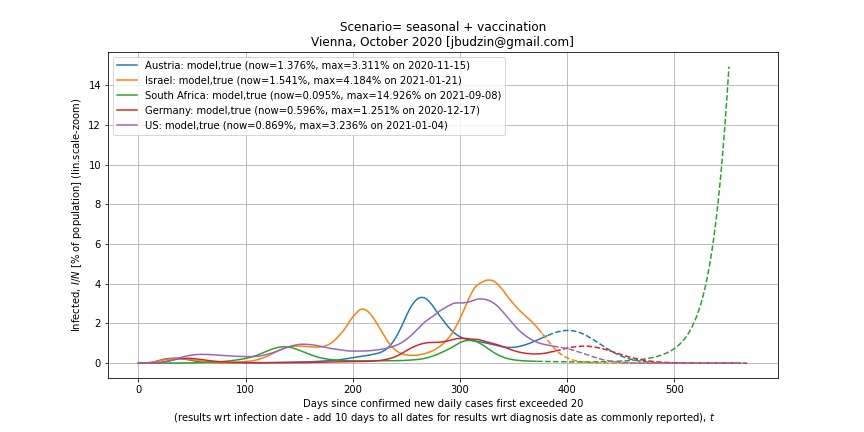 Scenario= seasonal + vaccination
Vienna, October 2020 [jbudzin@gmail.com]
Infected, I/N [% of population] (lin.scale-zoom)
14
12
10
8
6
4
2
0
Austria: model,true (now=1.376%, max=3.311% on 2020-11-15)
Israel: model,true (now=1.541%, max=4.184% on 2021-01-21)
South Africa: model,true (now=0.095%, max=14.926% on 2021-09-08)
Germany: model,true (now=0.596%, max=1.251% on 2020-12-17)
US: model,true (now=0.869%, max=3.236% on 2021-01-04)
0 100 200 300 400 500
Days since confirmed new daily cases first exceeded 20
(results wrt infection date - add 10 days to all dates for results wrt diagnosis date as commonly reported), t